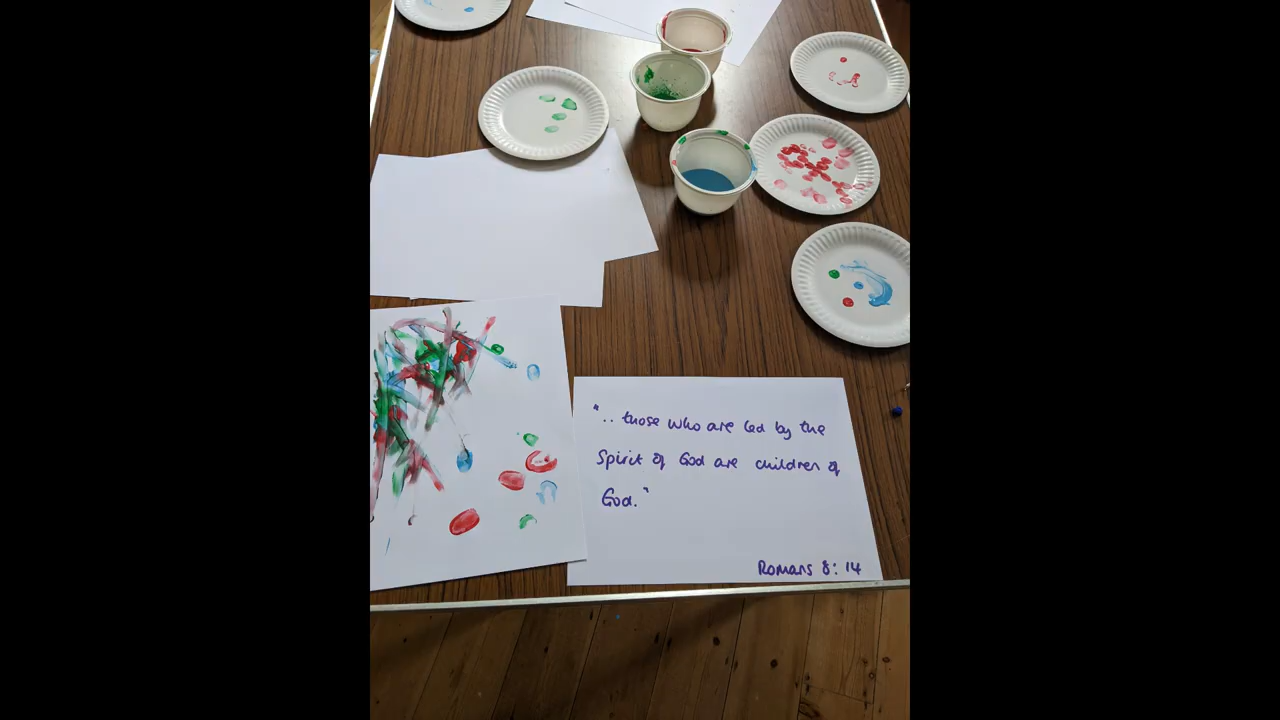 ".. those who are led by the
Spirit of God are children of
God."
Romans 8: 14